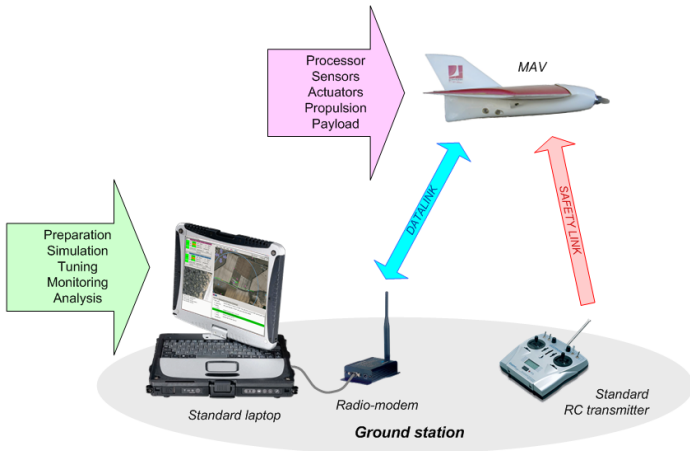 Processor
Sensors
Actuators
Propulsion
Payload
MAV
DATALINK
SAFETY LINK
Preparation
Simulation
Tuning
Monitoring
Analysis
Standard laptop
Radio-modem
Standard
RC transmitter
Ground station